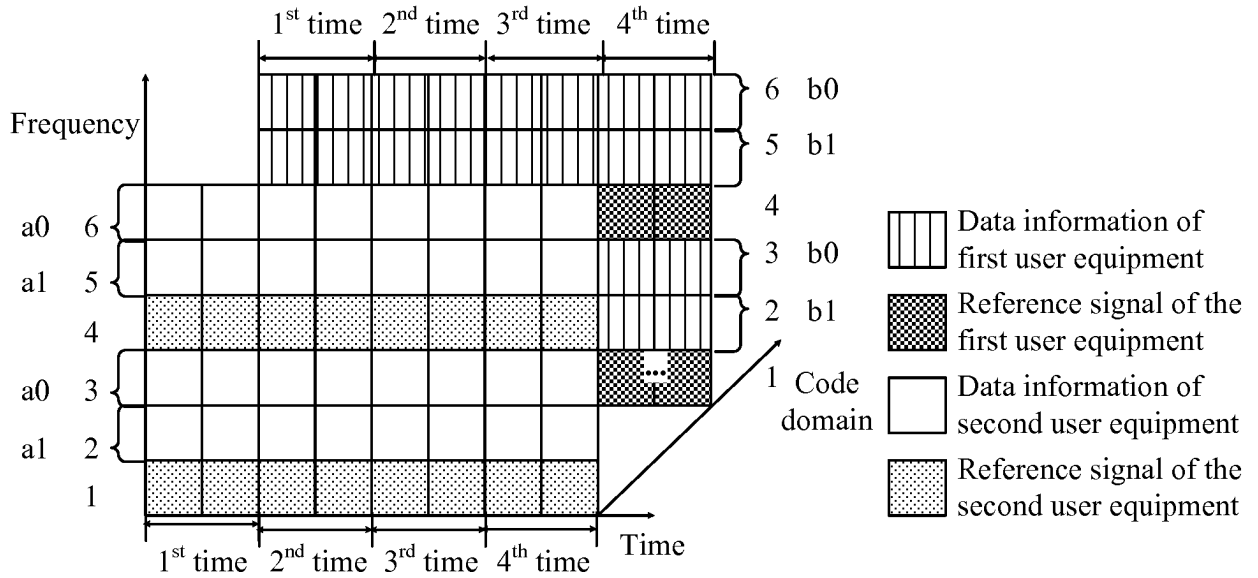 1st time 2nd time 3rd time 4th time
Frequency
6 b0
5 b1
4
3 b0
2 b1
1
a0 6
a1 5
4
a0 3
a1 2
1
...
Code
domain
Time
1st time 2nd time 3rd time 4th time
Data information of
first user equipment
Reference signal of the
first user equipment
Data information of
second user equipment
Reference signal of the
second user equipment